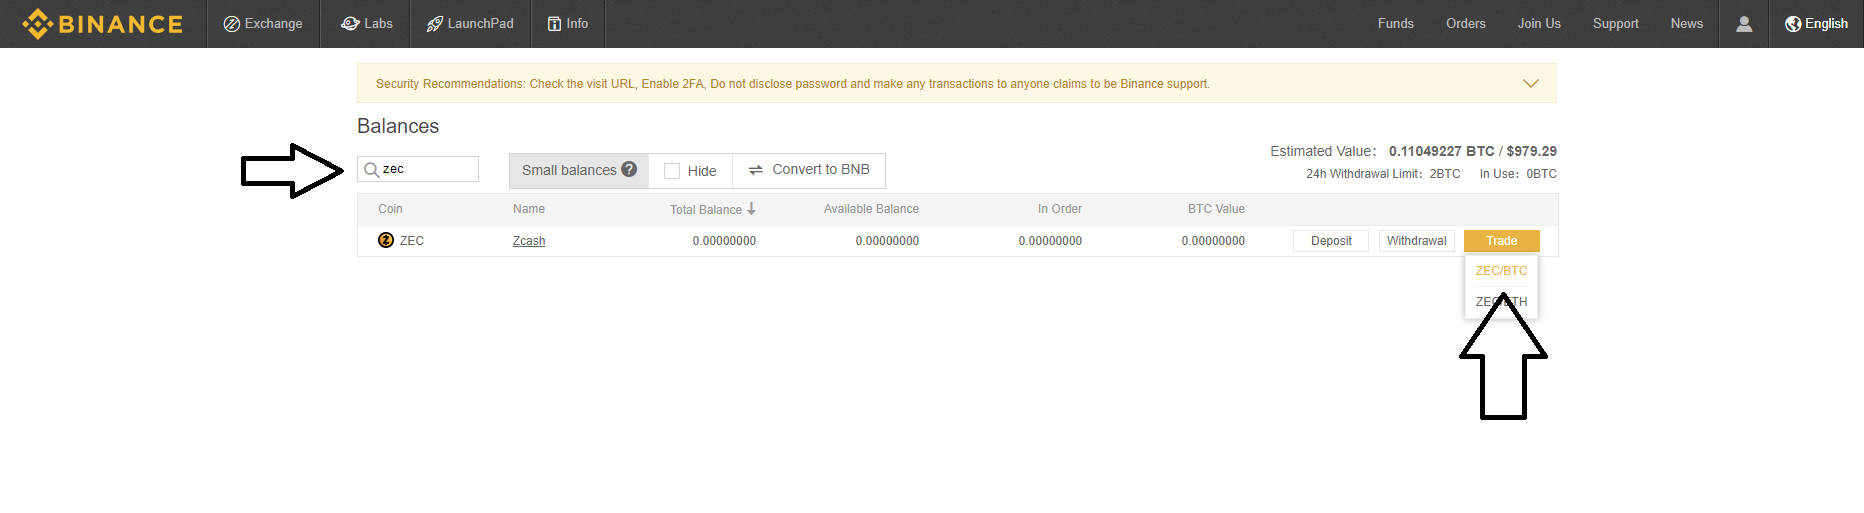 BINANCE Exchange Labs LaunchPad Info Funds Orders Join Us Support News English
Security Recommendations: Check the visit URL, Enable 2FA, Do not disclose password and make any transactions to anyone claims to be Binance support.
Balances
Estimated Value: 0.11049227 BTC / $979.29
zec Small balances ? Hide Convert to BNB
24h Withdrawal Limit: 2BTC In Use: 0BTC
Coin Name Total Balance Available Balance In Order BTC Value
ZEC Zcash 0.00000000 0.00000000 0.00000000 0.00000000 Deposit Withdrawal Trade
ZEC/BTC
ZEC/ETH